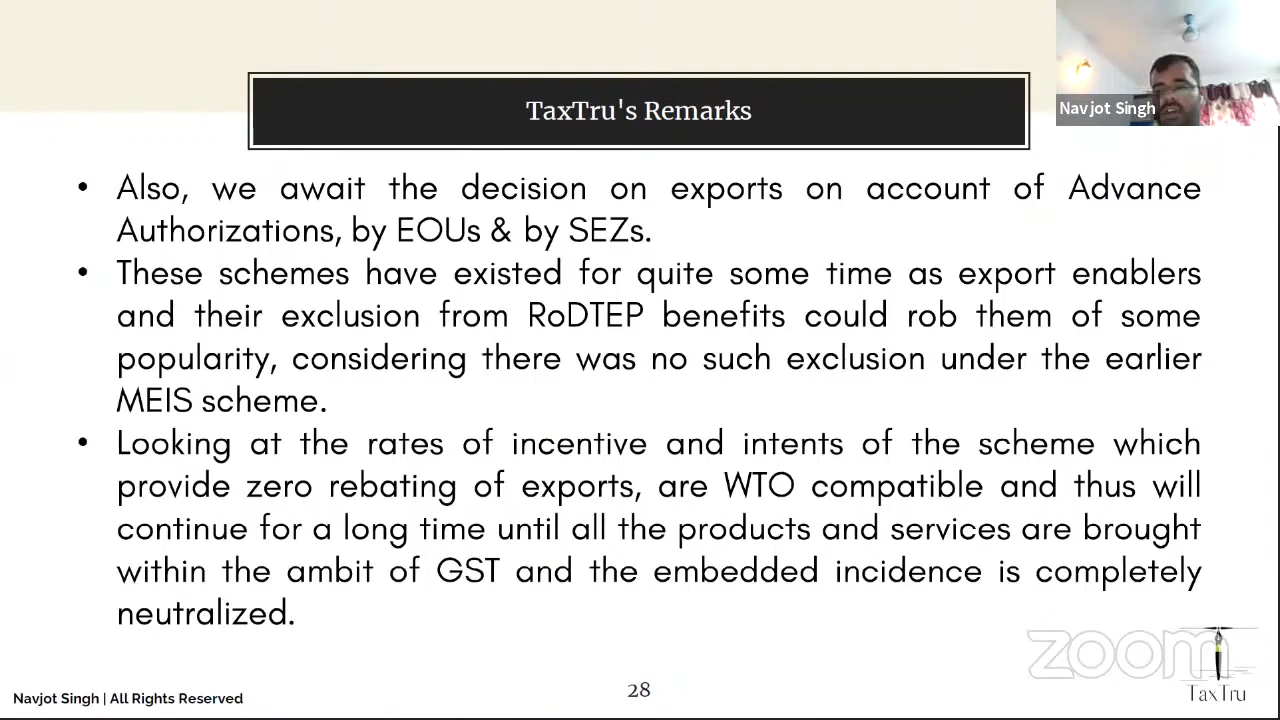 TaxTru's Remarks
Navjot Singh
• Also, we await the decision on exports on account of Advance
Authorizations, by EOUs & by SEZs.
• These schemes have existed for quite some time as export enablers
and their exclusion from RoDTEP benefits could rob them of some
popularity, considering there was no such exclusion under the earlier
MEIS scheme.
• Looking at the rates of incentive and intents of the scheme which
provide zero rebating of exports, are WTO compatible and thus will
continue for a long time until all the products and services are brought
within the ambit of GST and the embedded incidence is completely
neutralized.
zoom
TaxTru
Navjot Singh | All Rights Reserved
28